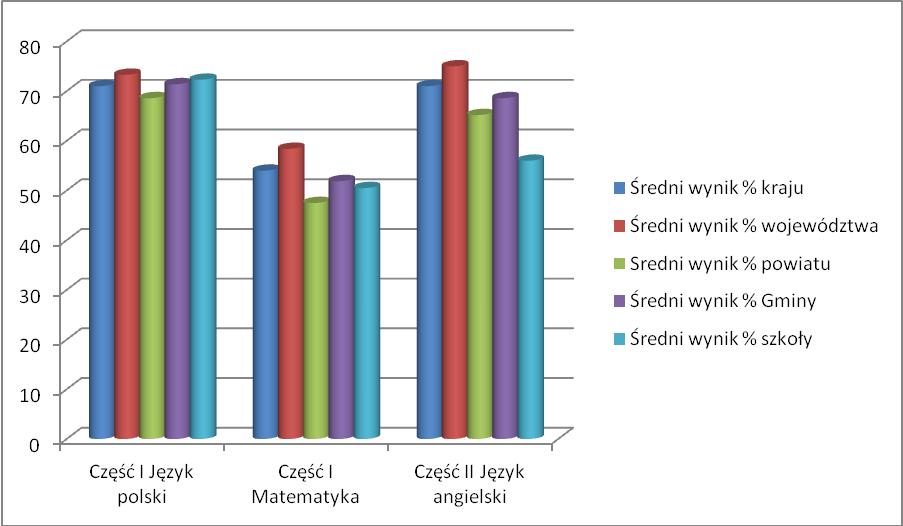 80
70
60
50
40
30
20
10
0
Część I Język
polski
Część I
Matematyka
Część II Język
angielski
Średni wynik % kraju
Średni wynik % województwa
Sredni wynik % powiatu
Średni wynik % Gminy
Średni wynik % szkoły